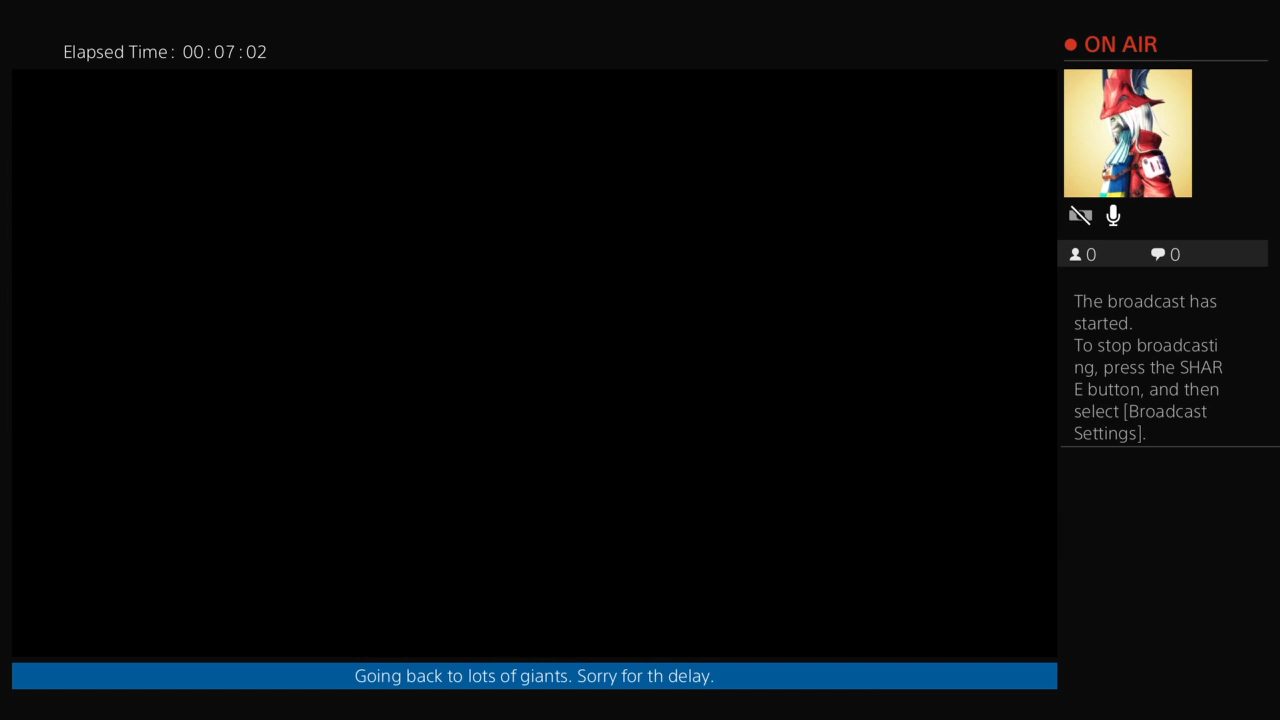 Elapsed Time: 00:07:02
ON AIR
0 0
The broadcast has
started.
To stop broadcasti
ng, press the SHAR
E button, and then
select [Broadcast
Settings].
Going back to lots of giants. Sorry for th delay.